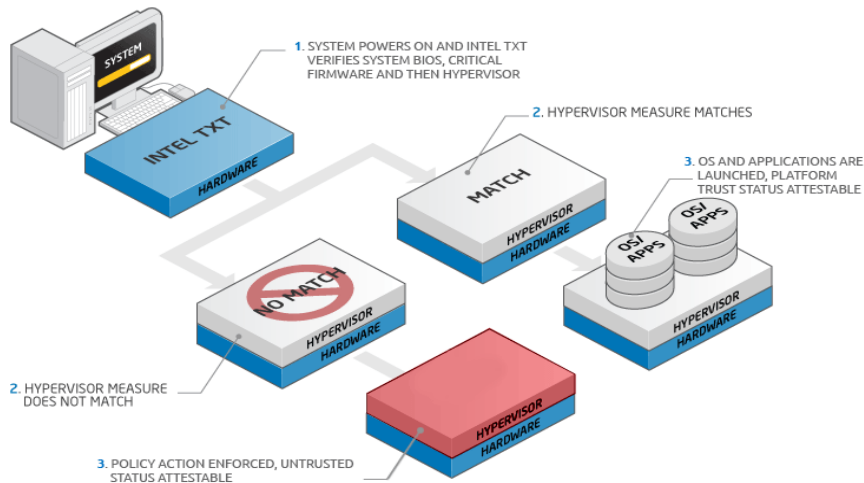 SYSTEM
1. SYSTEM POWERS ON AND INTEL TXT
VERIFIES SYSTEM BIOS, CRITICAL
FIRMWARE AND THEN HYPERVISOR
INTEL TXT
HARDWARE
2. HYPERVISOR MEASURE MATCHES
MATCH
HYPERVISOR
HARDWARE
3. OS AND APPLICATIONS ARE
LAUNCHED, PLATFORM
TRUST STATUS ATTESTABLE
OS/
APPS
OS/
APPS
HYPERVISOR
HARDWARE
NO MATCH
HYPERVISOR
HARDWARE
2. HYPERVISOR MEASURE
DOES NOT MATCH
HYPERVISOR
HARDWARE
3. POLICY ACTION ENFORCED, UNTRUSTED
STATUS ATTESTABLE